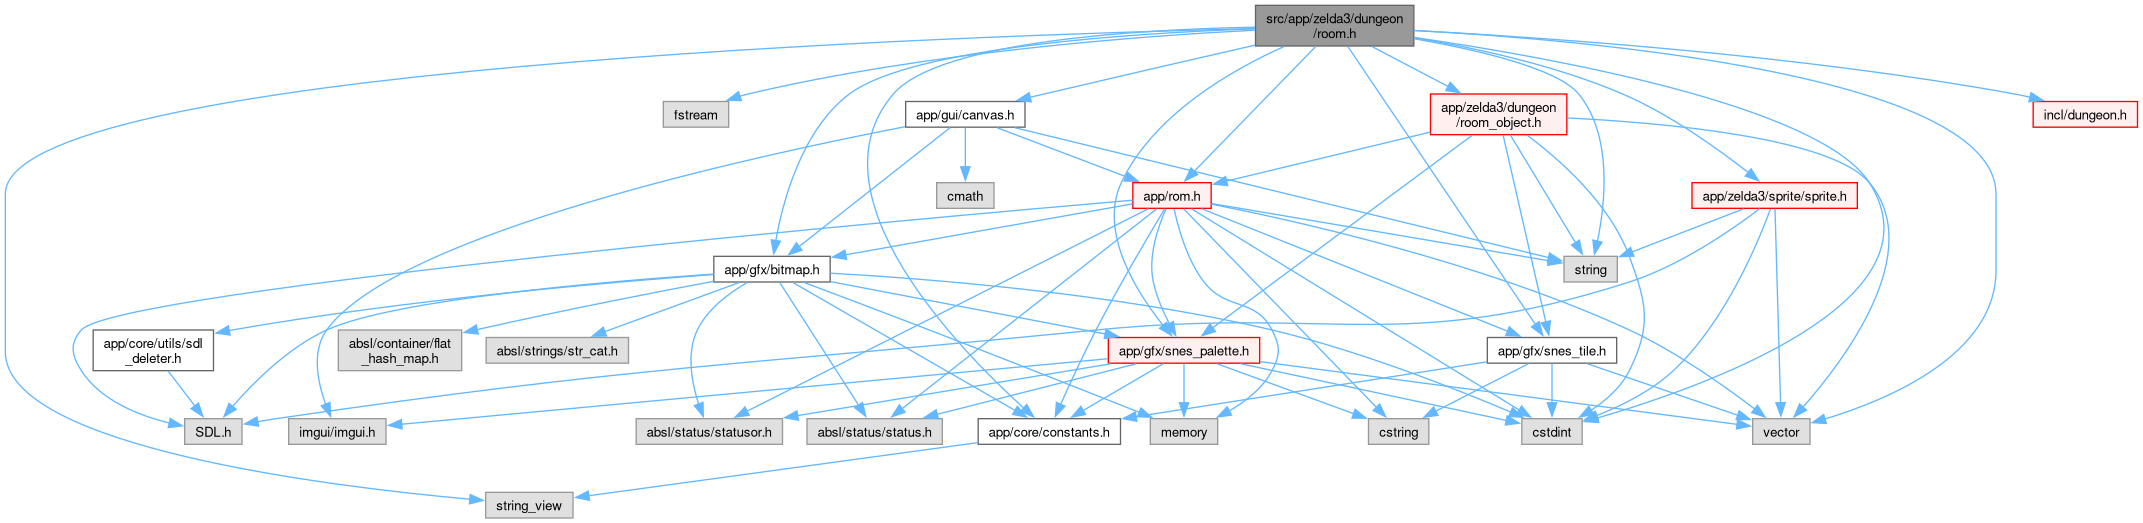 src/app/zelda3/dungeon
/room.h
fstream
app/gui/canvas.h
app/zelda3/dungeon
/room_object.h
incl/dungeon.h
cmath
app/rom.h
app/zelda3/sprite/sprite.h
app/gfx/bitmap.h
string
app/core/utils/sdl
_deleter.h
absl/container/flat
_hash_map.h
absl/strings/str_cat.h
app/gfx/snes_palette.h
app/gfx/snes_tile.h
SDL.h
imgui/imgui.h
absl/status/statusor.h
absl/status/status.h
app/core/constants.h
memory
cstring
cstdint
vector
string_view